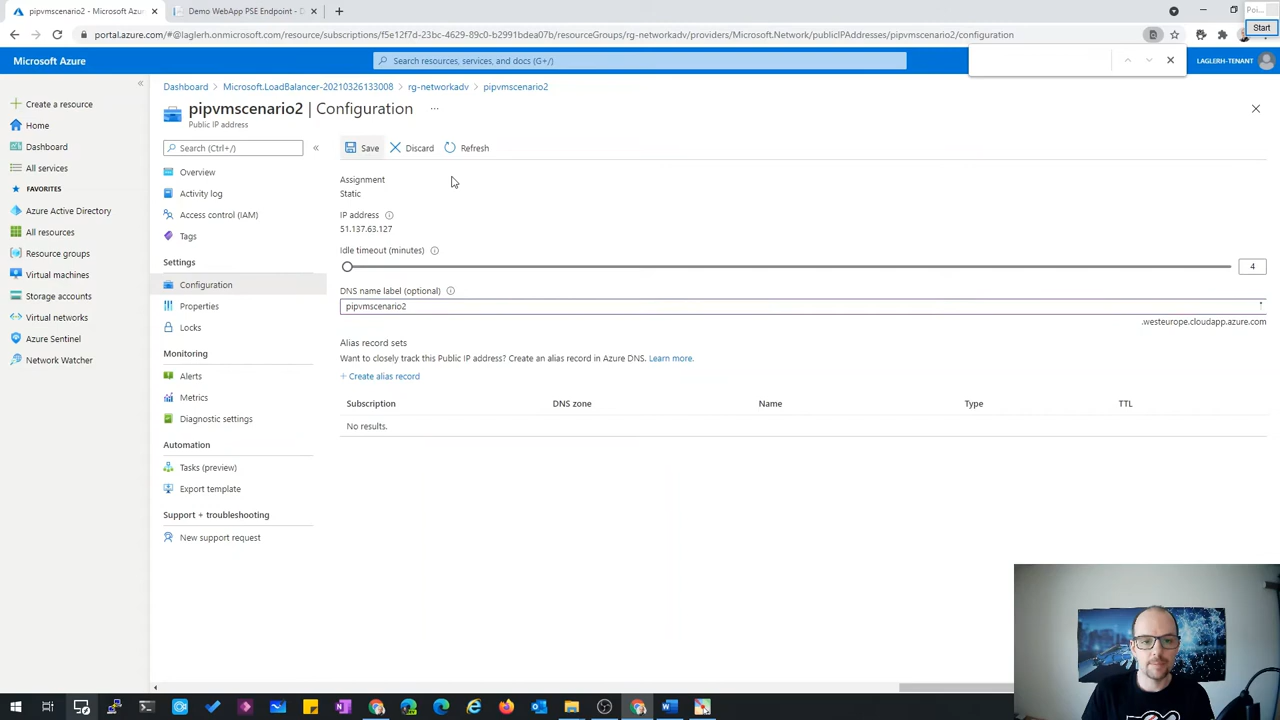 pipvmscenario2 - Microsoft Azu
Demo WebApp PSE Endpoint - D
Poi...
Start
portal.azure.com/#@laglerh.onmicrosoft.com/resource/subscriptions/f5e12f7d-23bc-4629-89c0-b2991bdea07b/resourceGroups/rg-networkadv/providers/Microsoft.Network/publicIPAddresses/pipvmscenario2/configuration
Microsoft Azure
Search resources, services, and docs (G+/)
LAGLERH-TENANT
Dashboard
Microsoft.LoadBalancer-20210326133008
rg-networkadv
pipvmscenario2
Create a resource
Home
Dashboard
All services
FAVORITES
Azure Active Directory
All resources
Resource groups
Virtual machines
Storage accounts
Virtual networks
Azure Sentinel
Network Watcher
pipvmscenario2 | Configuration
Public IP address
Search (Ctrl+/)
Overview
Activity log
Access control (IAM)
Tags
Settings
Configuration
Properties
Locks
Monitoring
Alerts
Metrics
Diagnostic settings
Automation
Tasks (preview)
Export template
Support + troubleshooting
New support request
Save
Discard
Refresh
Assignment
Static
IP address
51.137.63.127
Idle timeout (minutes)
4
DNS name label (optional)
pipvmscenario2
.westeurope.cloudapp.azure.com
Alias record sets
Want to closely track this Public IP address? Create an alias record in Azure DNS. Learn more.
+ Create alias record
Subscription
DNS zone
Name
Type
TTL
No results.